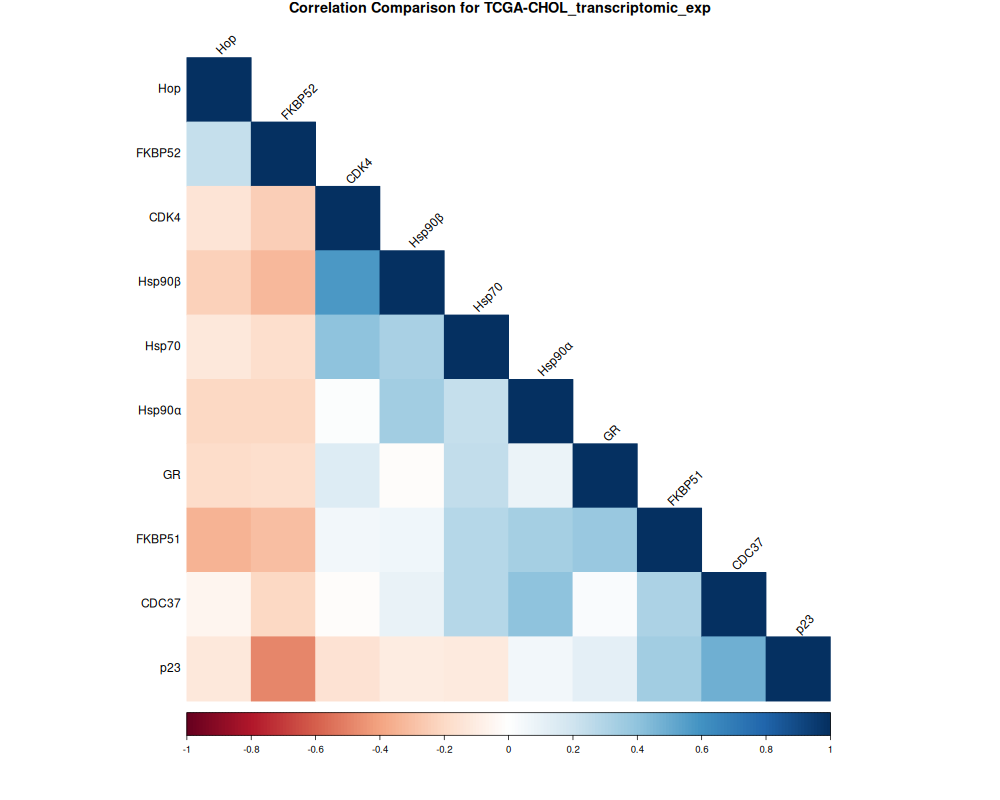 Correlation Comparison for TCGA-CHOL_transcriptomic_exp
Hop
Hop
FKBP52
FKBP52
CDK4
CDK4
Hsp90β
Hsp90β
Hsp70
Hsp70
Hsp90α
Hsp90α
GR
GR
FKBP51
FKBP51
CDC37
CDC37
p23
p23
-1 -0.8 -0.6 -0.4 -0.2 0 0.2 0.4 0.6 0.8 1